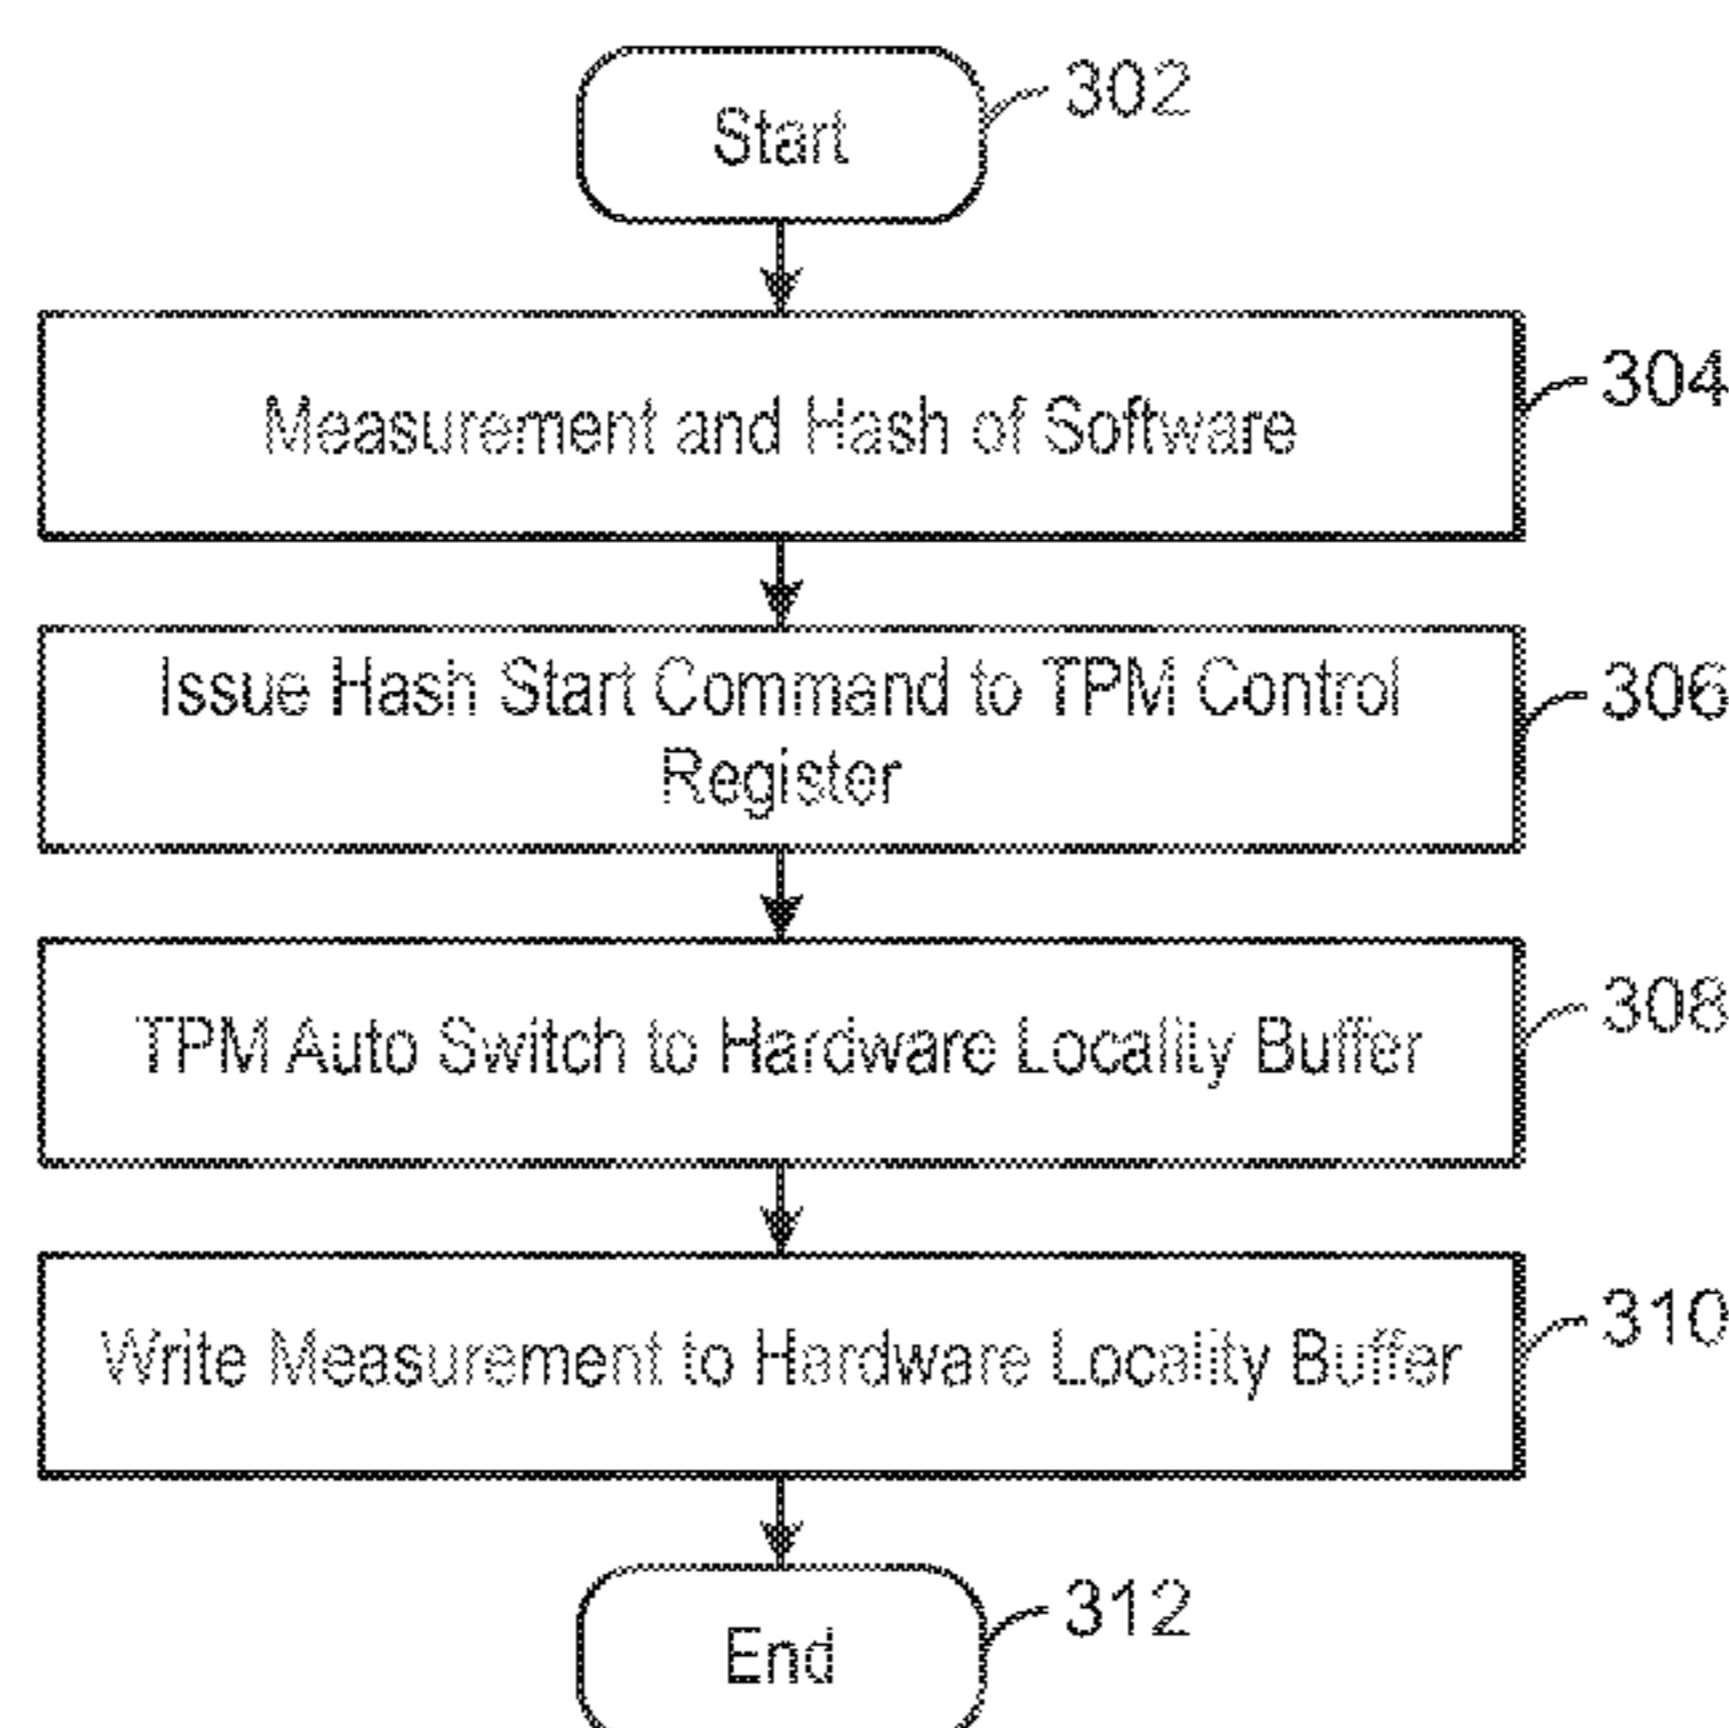 Start
302
Measurement and Hash of Software
304
Issue Hash Start Command to TPM Control
Register
306
TPM Auto Switch to Hardware Locality Buffer
308
Write Measurement to Hardware Locality Buffer
310
End
312